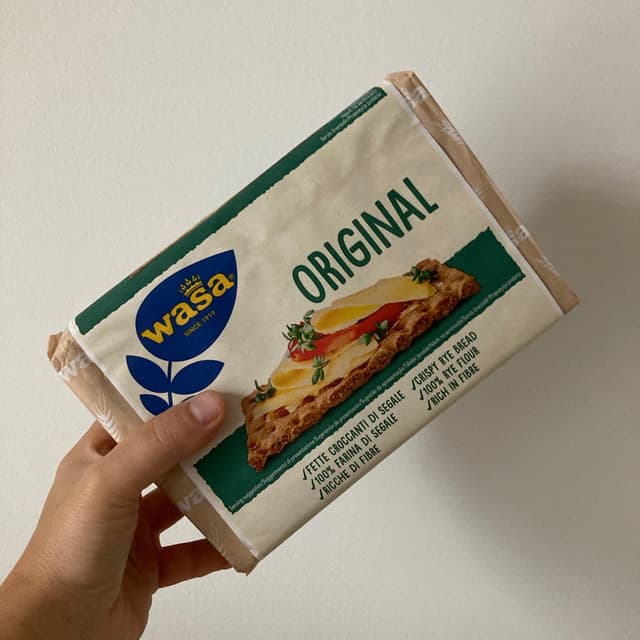 wasa
SINCE 1919
ORIGINAL
√FETTE CROCCANTI DI SEGALE
√100% FARINA DI SEGALE
√RICCHE DI FIBRE
√CRISPY RYE BREAD
√100% RYE FLOUR
√RICH IN FIBRE